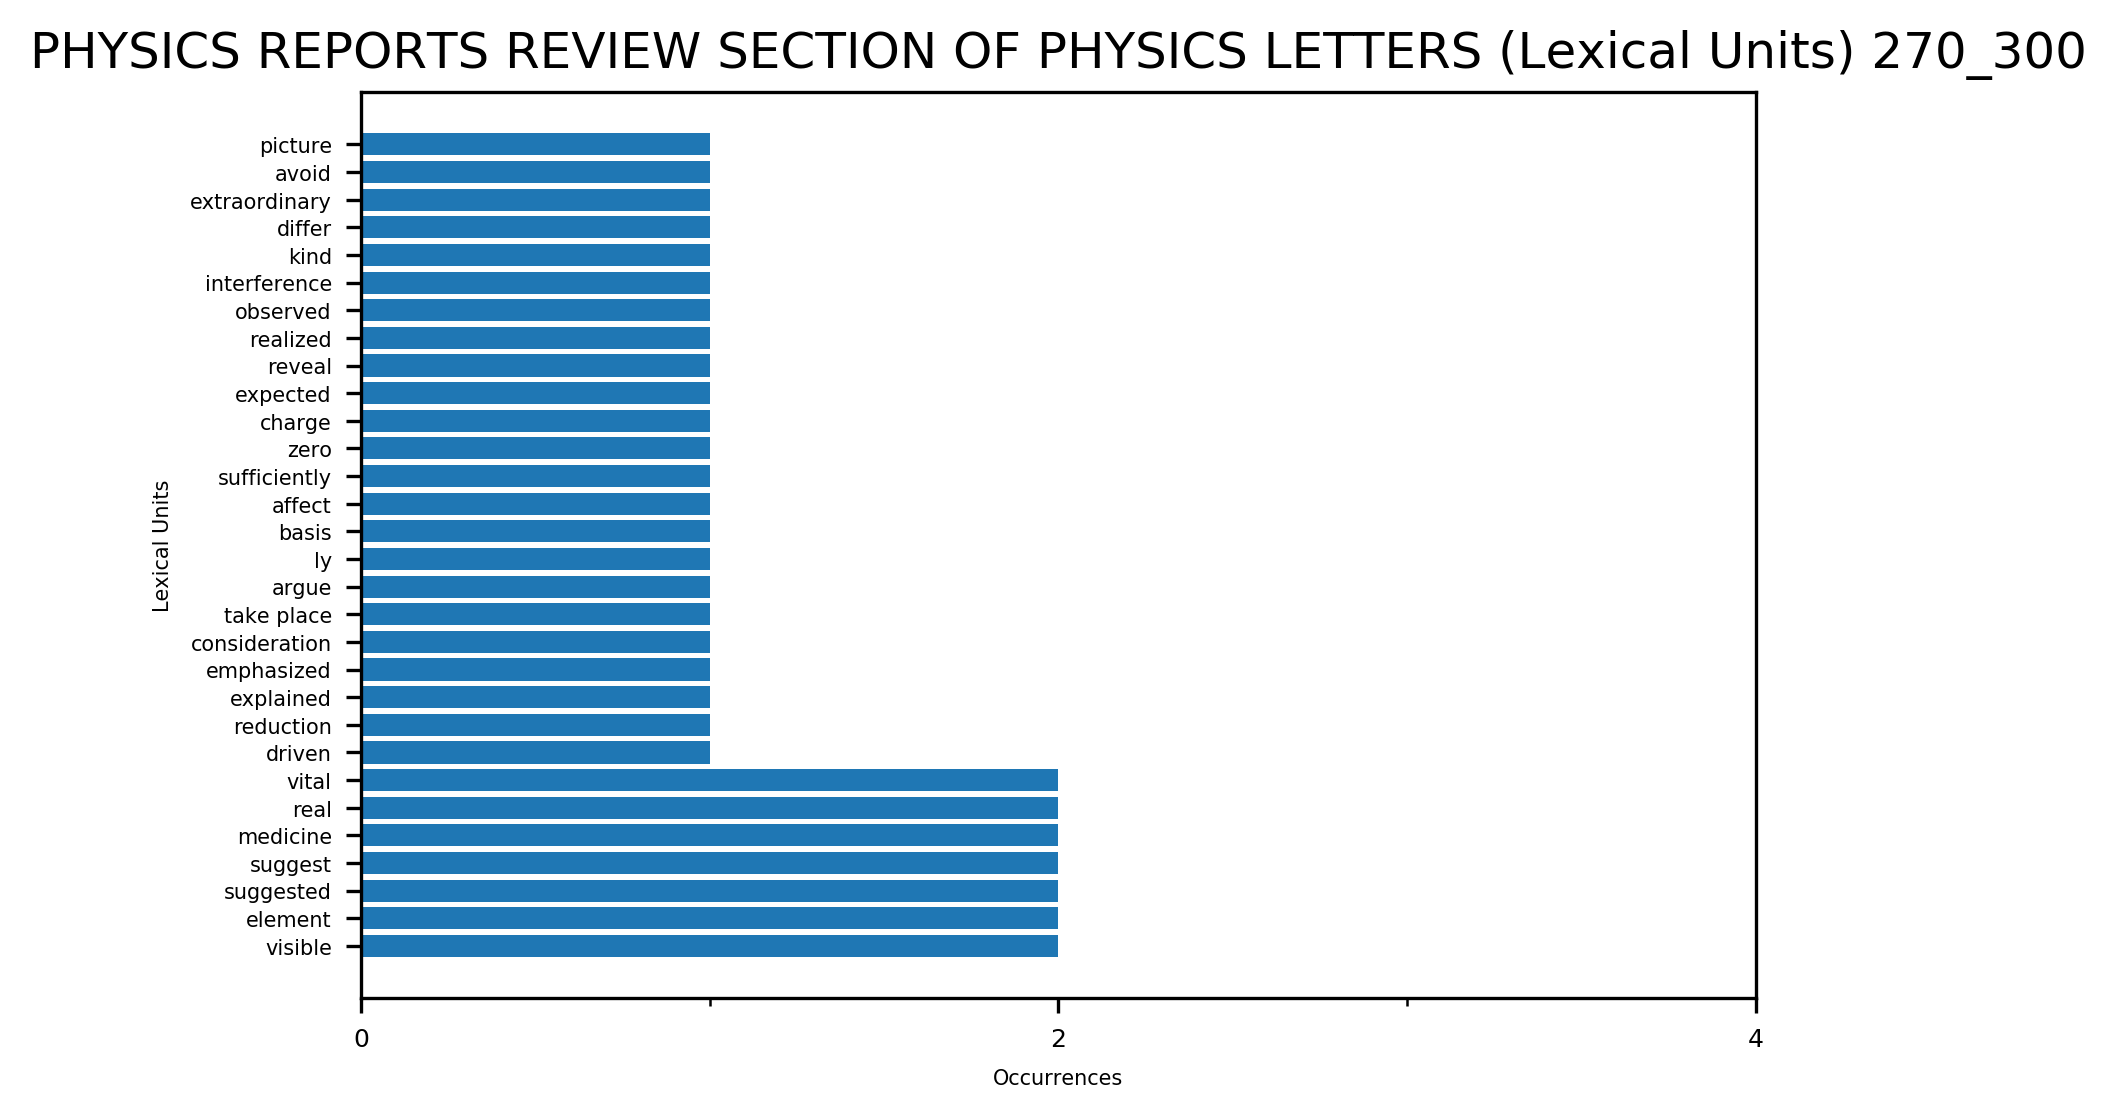 PHYSICS REPORTS REVIEW SECTION OF PHYSICS LETTERS (Lexical Units) 270_300
picture
avoid
extraordinary
differ
kind
interference
observed
realized
reveal
expected
charge
zero
sufficiently
affect
basis
ly
argue
take place
consideration
emphasized
explained
reduction
driven
vital
real
medicine
suggest
suggested
element
visible
Lexical Units
0 2 4
Occurrences